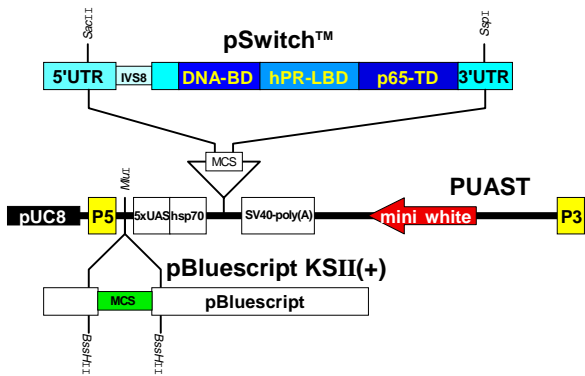 SacII
SspI
pSwitch™
5'UTR IVS8 DNA-BD hPR-LBD p65-TD 3'UTR
MCS
MluI
PUAST
pUC8 P5 5xUAS hsp70 SV40-poly(A) mini white P3
pBluescript KSII(+)
MCS pBluescript
BssHII
BssHII